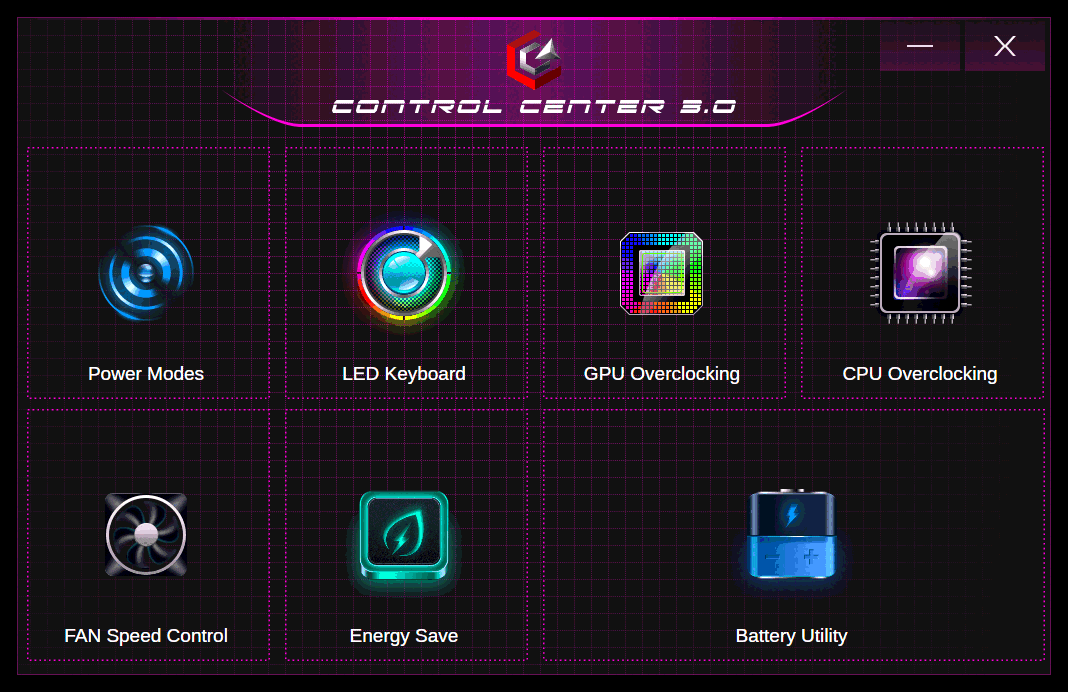 CONTROL CENTER 3.0
Power Modes
LED Keyboard
GPU Overclocking
CPU Overclocking
FAN Speed Control
Energy Save
Battery Utility